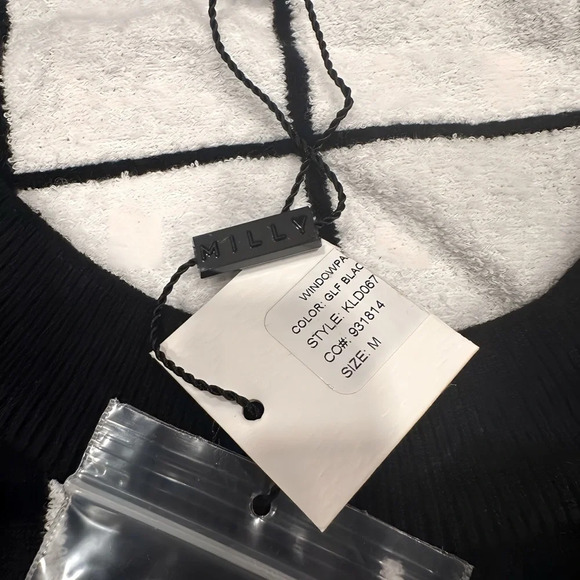 MILLY
WINDOWPA
COLOR: GLF BLAC
STYLE: KLD067
CO#: 931814
SIZE: M